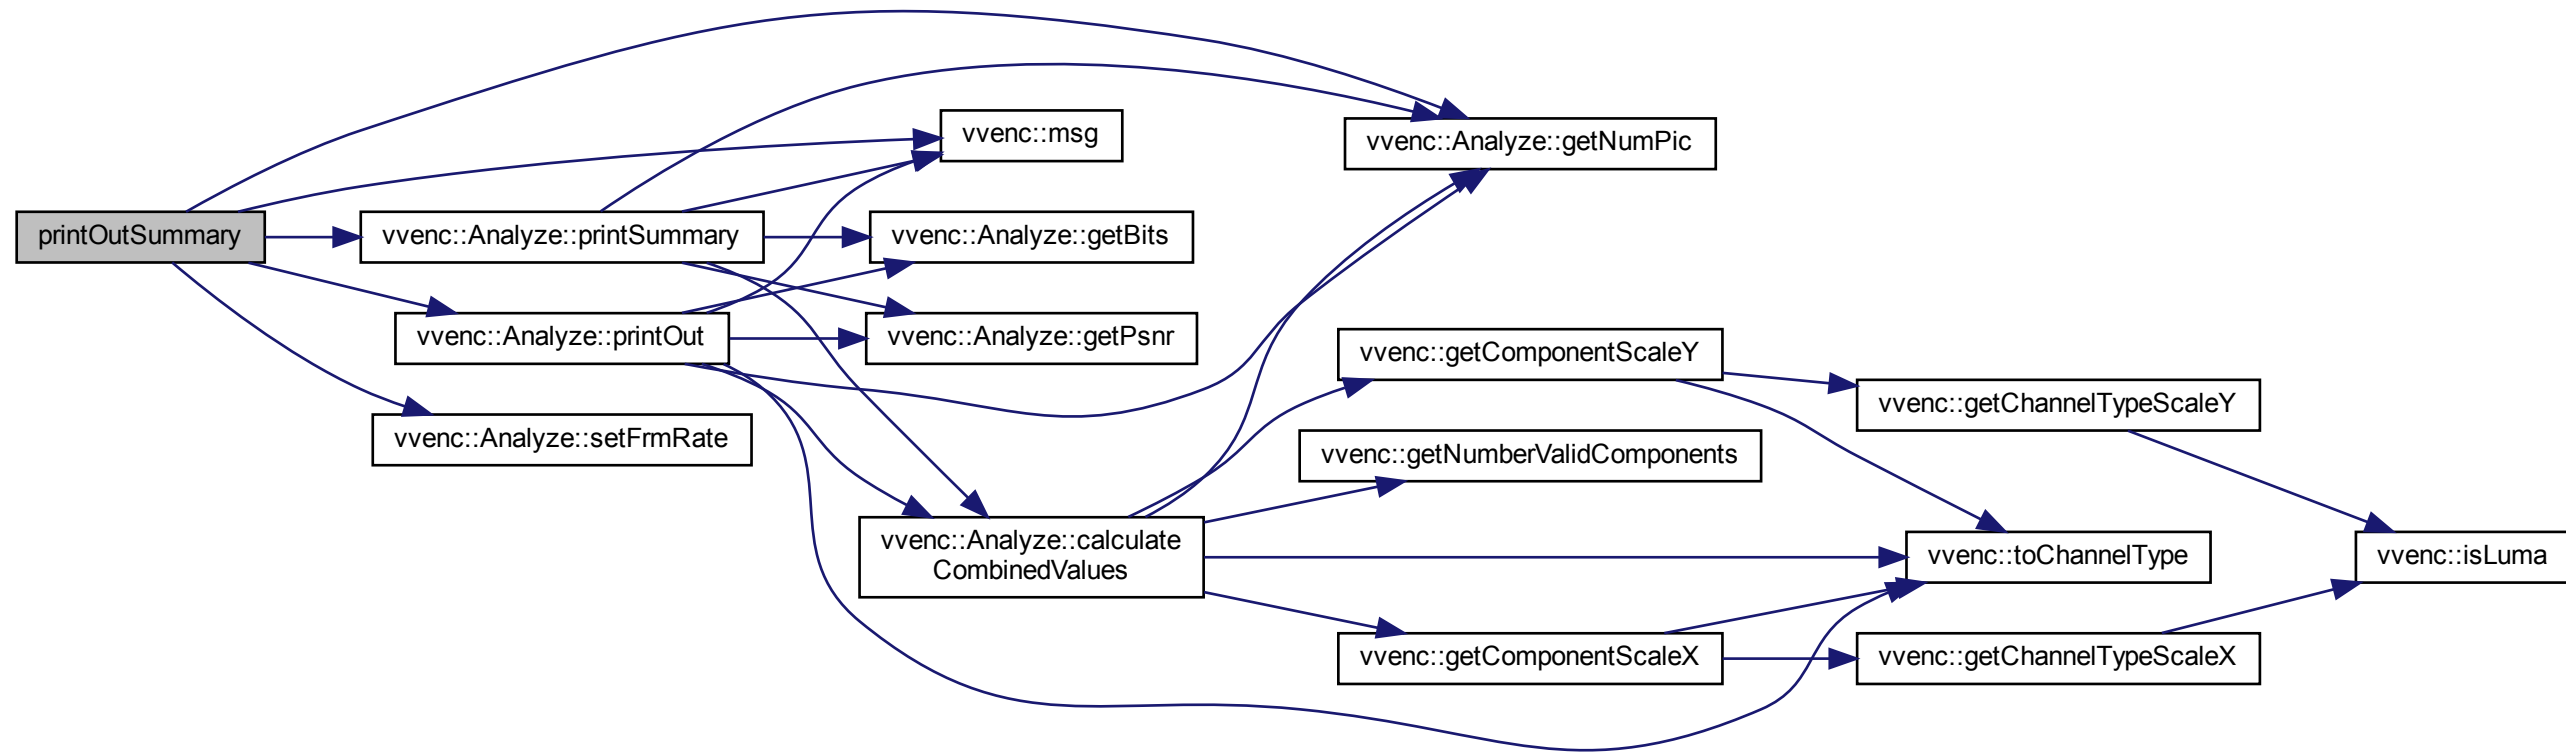 printOutSummary
vvenc::Analyze::printSummary
vvenc::Analyze::printOut
vvenc::Analyze::setFrmRate
vvenc::msg
vvenc::Analyze::getBits
vvenc::Analyze::getPsnr
vvenc::Analyze::calculate
CombinedValues
vvenc::Analyze::getNumPic
vvenc::getComponentScaleY
vvenc::getNumberValidComponents
vvenc::getComponentScaleX
vvenc::getChannelTypeScaleY
vvenc::toChannelType
vvenc::getChannelTypeScaleX
vvenc::isLuma